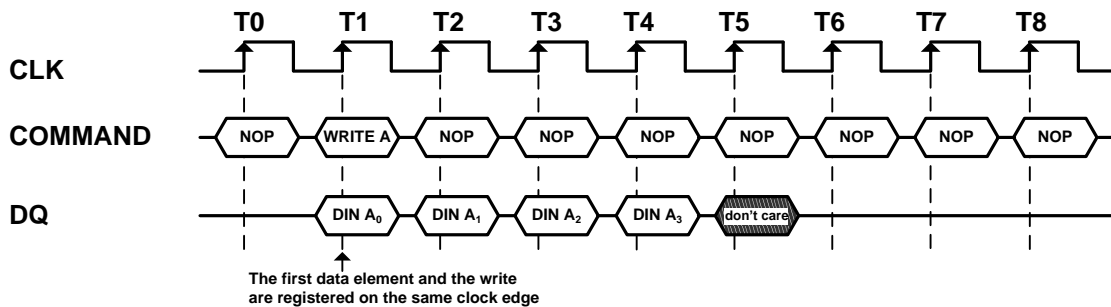 T0 T1 T2 T3 T4 T5 T6 T7 T8
CLK
COMMAND NOP WRITE A NOP NOP NOP NOP NOP NOP NOP
DQ DIN A₀ DIN A₁ DIN A₂ DIN A₃ don't care
The first data element and the write
are registered on the same clock edge